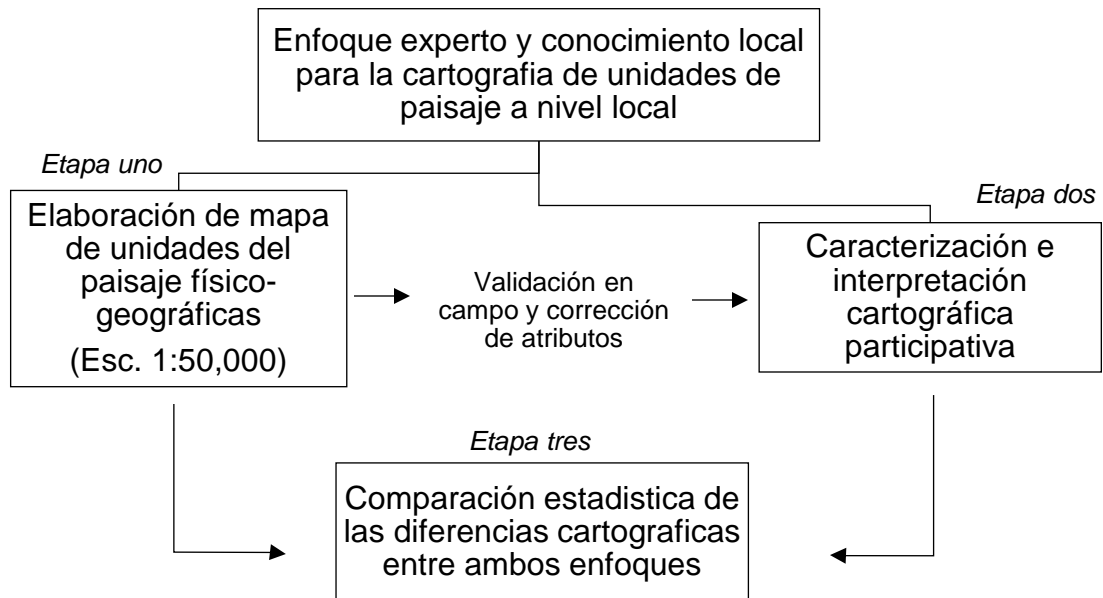 Enfoque experto y conocimiento local
para la cartografia de unidades de
paisaje a nivel local
Etapa uno
Elaboración de mapa
de unidades del
paisaje físico-
geográficas
(Esc. 1:50,000)
Validación en
campo y corrección
de atributos
Etapa dos
Caracterización e
interpretación
cartográfica
participativa
Etapa tres
Comparación estadistica de
las diferencias cartograficas
entre ambos enfoques